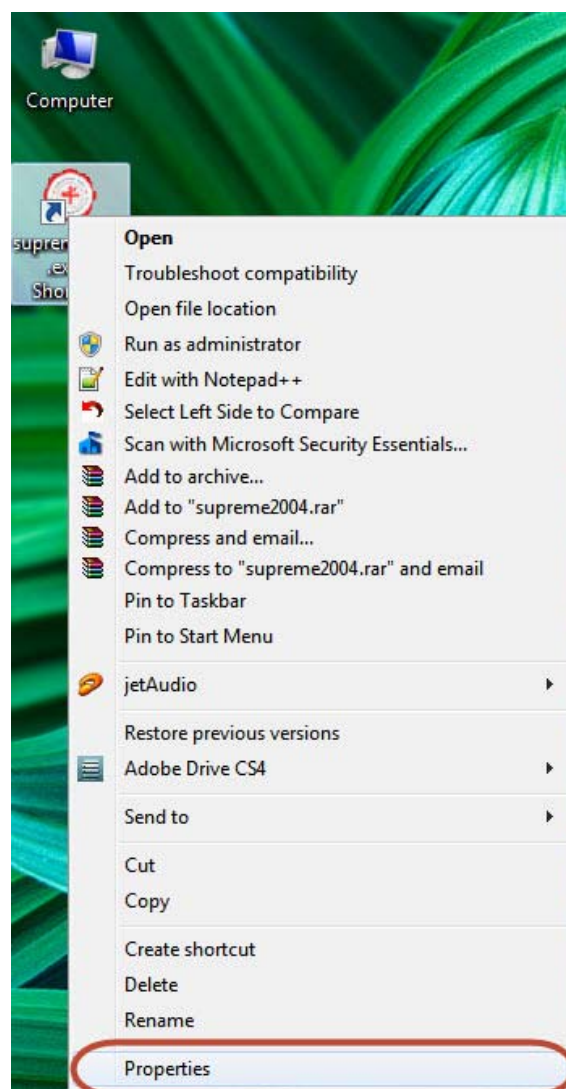 Computer
Open
Troubleshoot compatibility
Open file location
Run as administrator
Edit with Notepad++
Select Left Side to Compare
Scan with Microsoft Security Essentials...
Add to archive...
Add to "supreme2004.rar"
Compress and email...
Compress to "supreme2004.rar" and email
Pin to Taskbar
Pin to Start Menu
jetAudio
Restore previous versions
Adobe Drive CS4
Send to
Cut
Copy
Create shortcut
Delete
Rename
Properties